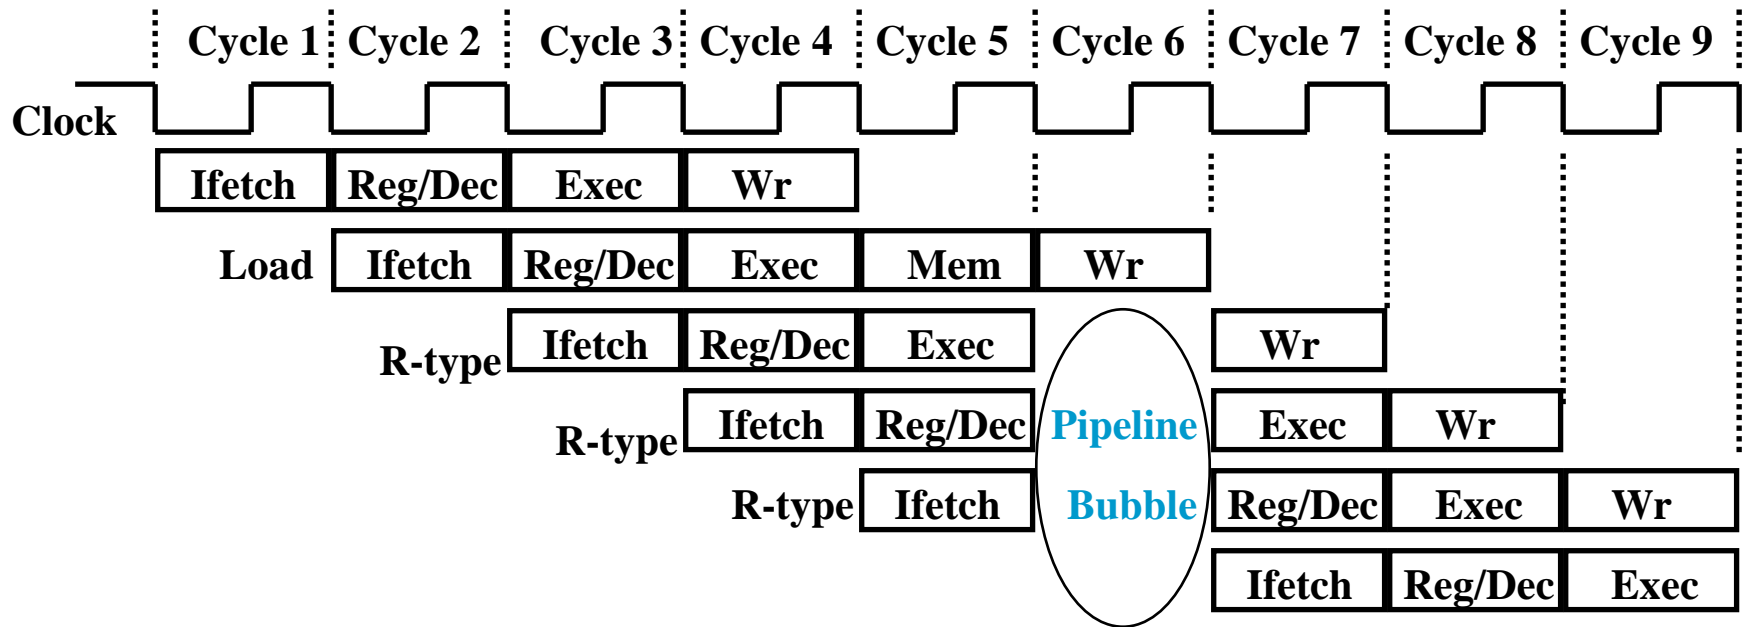 Cycle 1 Cycle 2 Cycle 3 Cycle 4 Cycle 5 Cycle 6 Cycle 7 Cycle 8 Cycle 9
Clock
Ifetch Reg/Dec Exec Wr
Load Ifetch Reg/Dec Exec Mem Wr
R-type Ifetch Reg/Dec Exec Wr
R-type Ifetch Reg/Dec Pipeline Exec Wr
R-type Ifetch Bubble Reg/Dec Exec Wr
Ifetch Reg/Dec Exec